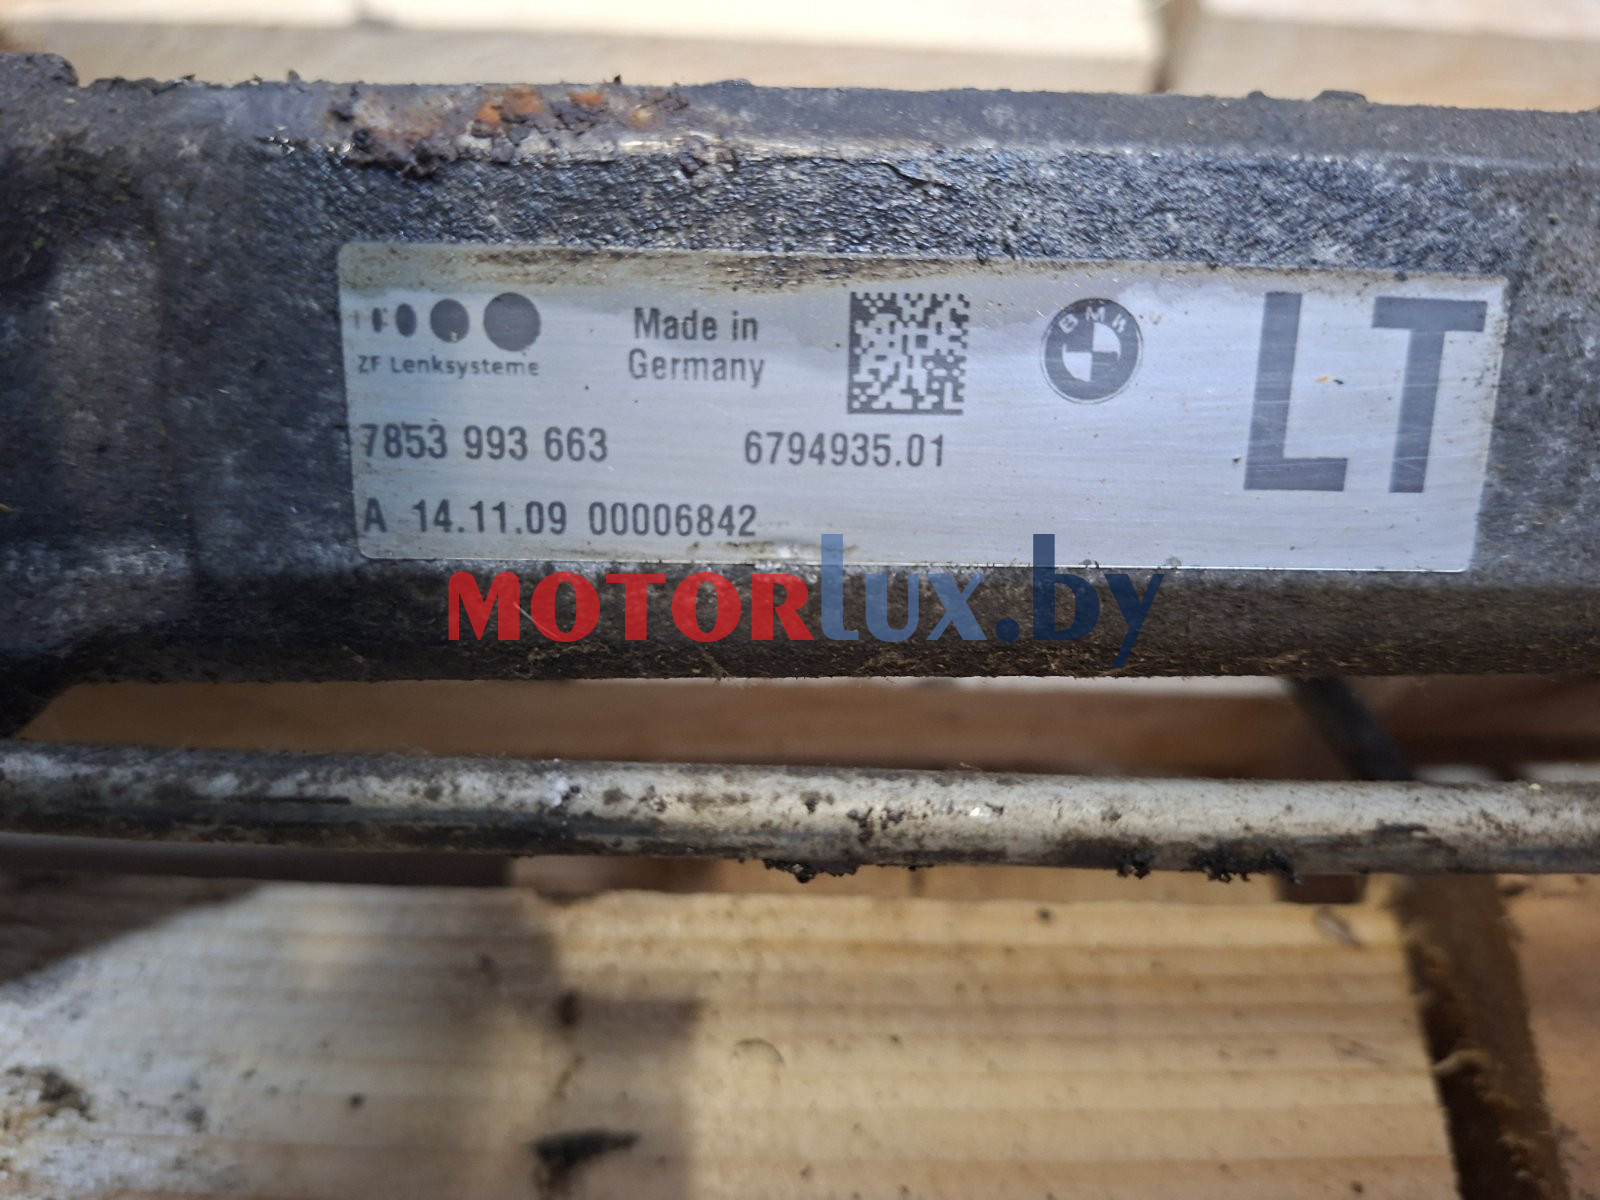 ZF Lenksysteme
Made in
Germany
BMW
LT
7853 993 663
6794935.01
A 14.11.09 00006842
MOTORlux.by